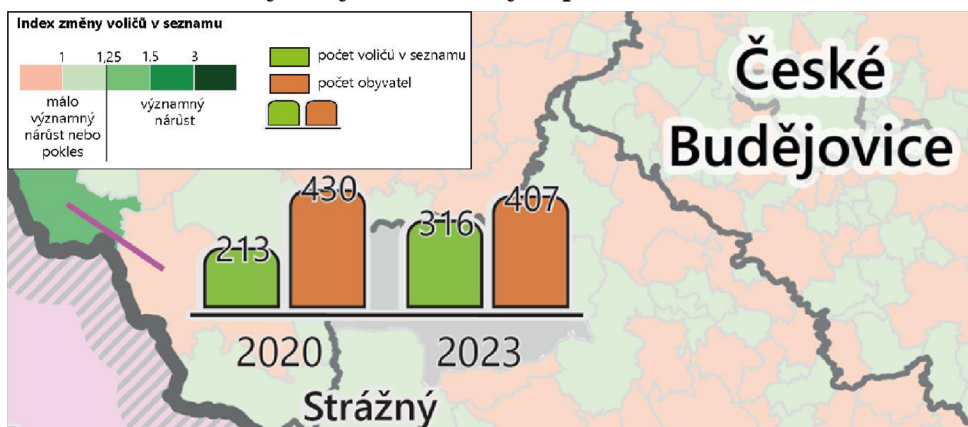 Index změny voličů v seznamu
1 1,25 1,5 3
málo
významný
nárůst nebo
pokles
významný
nárůst
počet voličů v seznamu
počet obyvatel
České
Budějovice
213 430 316 407
2020 2023
Strážný